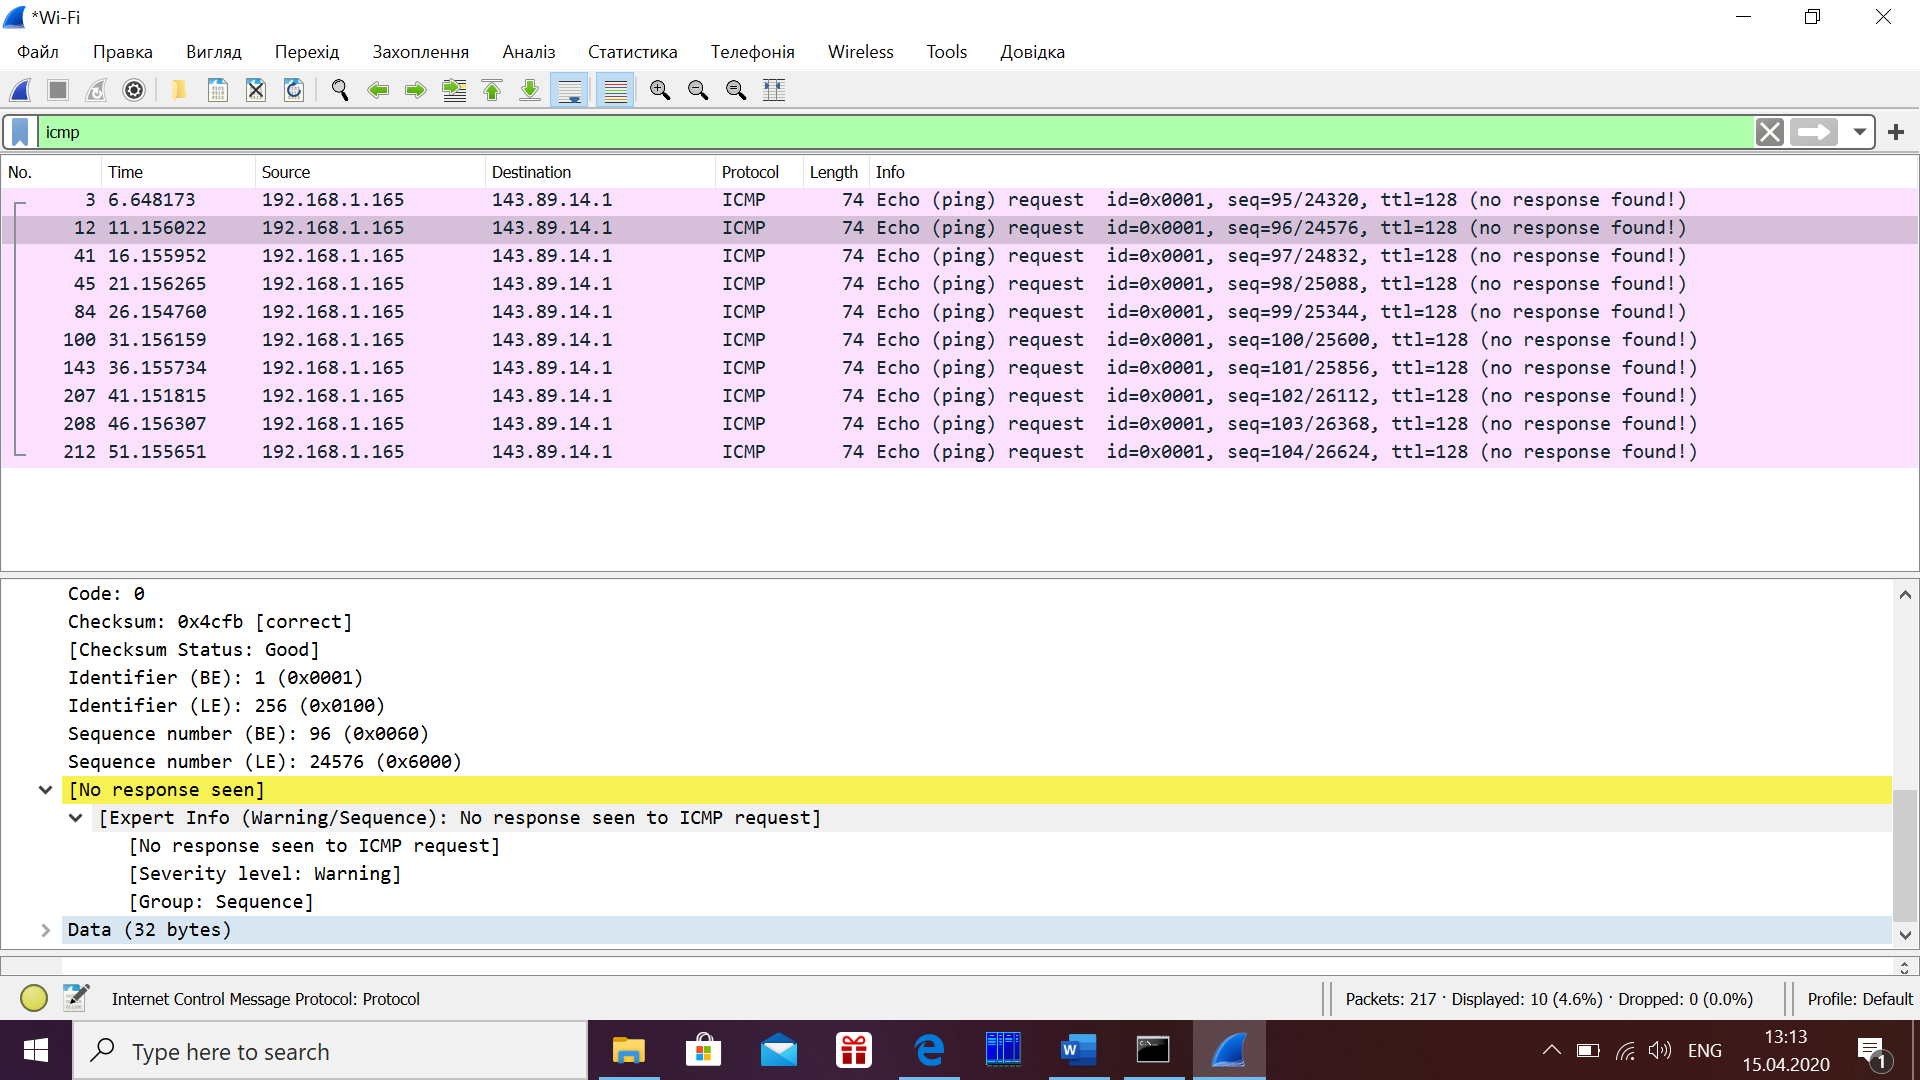 *Wi-Fi
Файл Правка Вигляд Перехід Захоплення Аналіз Статистика Телефонія Wireless Tools Довідка
icmp
No. Time Source Destination Protocol Length Info
3 6.648173 192.168.1.165 143.89.14.1 ICMP 74 Echo (ping) request id=0x0001, seq=95/24320, ttl=128 (no response found!)
12 11.156022 192.168.1.165 143.89.14.1 ICMP 74 Echo (ping) request id=0x0001, seq=96/24576, ttl=128 (no response found!)
41 16.155952 192.168.1.165 143.89.14.1 ICMP 74 Echo (ping) request id=0x0001, seq=97/24832, ttl=128 (no response found!)
45 21.156265 192.168.1.165 143.89.14.1 ICMP 74 Echo (ping) request id=0x0001, seq=98/25088, ttl=128 (no response found!)
84 26.154760 192.168.1.165 143.89.14.1 ICMP 74 Echo (ping) request id=0x0001, seq=99/25344, ttl=128 (no response found!)
100 31.156159 192.168.1.165 143.89.14.1 ICMP 74 Echo (ping) request id=0x0001, seq=100/25600, ttl=128 (no response found!)
143 36.155734 192.168.1.165 143.89.14.1 ICMP 74 Echo (ping) request id=0x0001, seq=101/25856, ttl=128 (no response found!)
207 41.151815 192.168.1.165 143.89.14.1 ICMP 74 Echo (ping) request id=0x0001, seq=102/26112, ttl=128 (no response found!)
208 46.156307 192.168.1.165 143.89.14.1 ICMP 74 Echo (ping) request id=0x0001, seq=103/26368, ttl=128 (no response found!)
212 51.155651 192.168.1.165 143.89.14.1 ICMP 74 Echo (ping) request id=0x0001, seq=104/26624, ttl=128 (no response found!)
Code: 0
Checksum: 0x4cfb [correct]
[Checksum Status: Good]
Identifier (BE): 1 (0x0001)
Identifier (LE): 256 (0x0100)
Sequence number (BE): 96 (0x0060)
Sequence number (LE): 24576 (0x6000)
[No response seen]
[Expert Info (Warning/Sequence): No response seen to ICMP request]
[No response seen to ICMP request]
[Severity level: Warning]
[Group: Sequence]
Data (32 bytes)
Internet Control Message Protocol: Protocol
Packets: 217 · Displayed: 10 (4.6%) · Dropped: 0 (0.0%)
Profile: Default
Type here to search
W
C:\_
ENG
13:13
15.04.2020
1